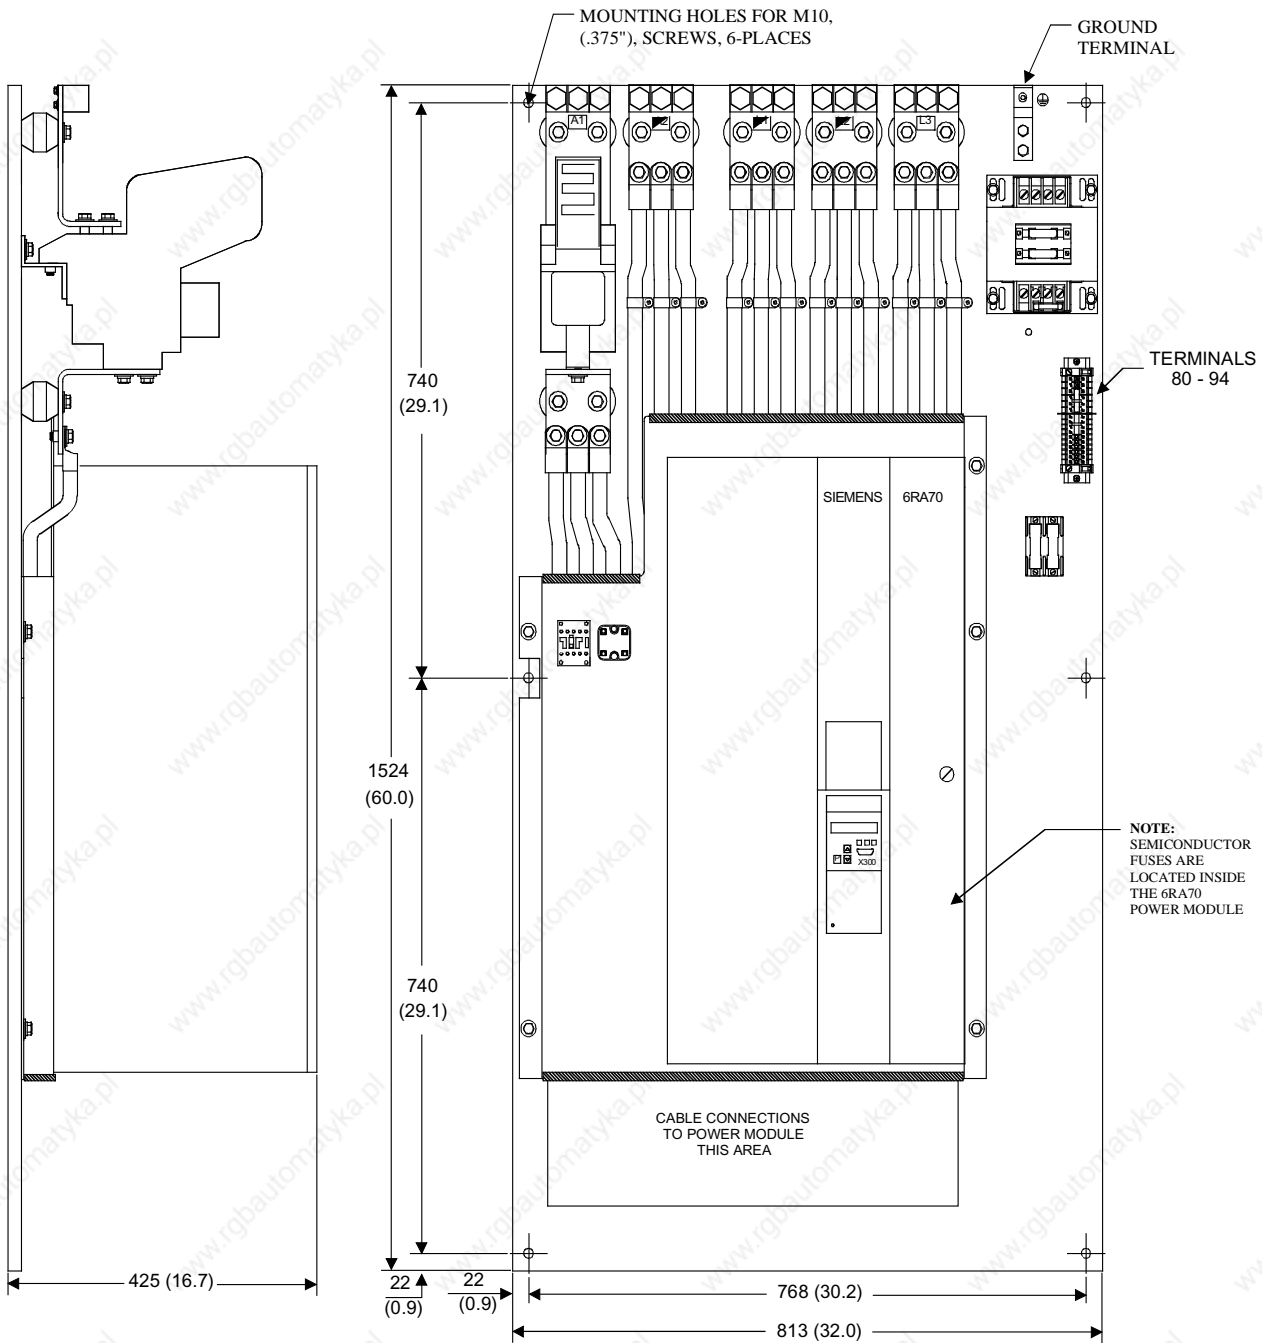 MOUNTING HOLES FOR M10,
(.375"), SCREWS, 6-PLACES
GROUND
TERMINAL
A1
L3
TERMINALS
80 - 94
740
(29.1)
SIEMENS 6RA70
1524
(60.0)
X300
P
NOTE:
SEMICONDUCTOR
FUSES ARE
LOCATED INSIDE
THE 6RA70
POWER MODULE
740
(29.1)
CABLE CONNECTIONS
TO POWER MODULE
THIS AREA
425 (16.7)
22
(0.9)
22
(0.9)
768 (30.2)
813 (32.0)
www.rgbautomatyka.pl